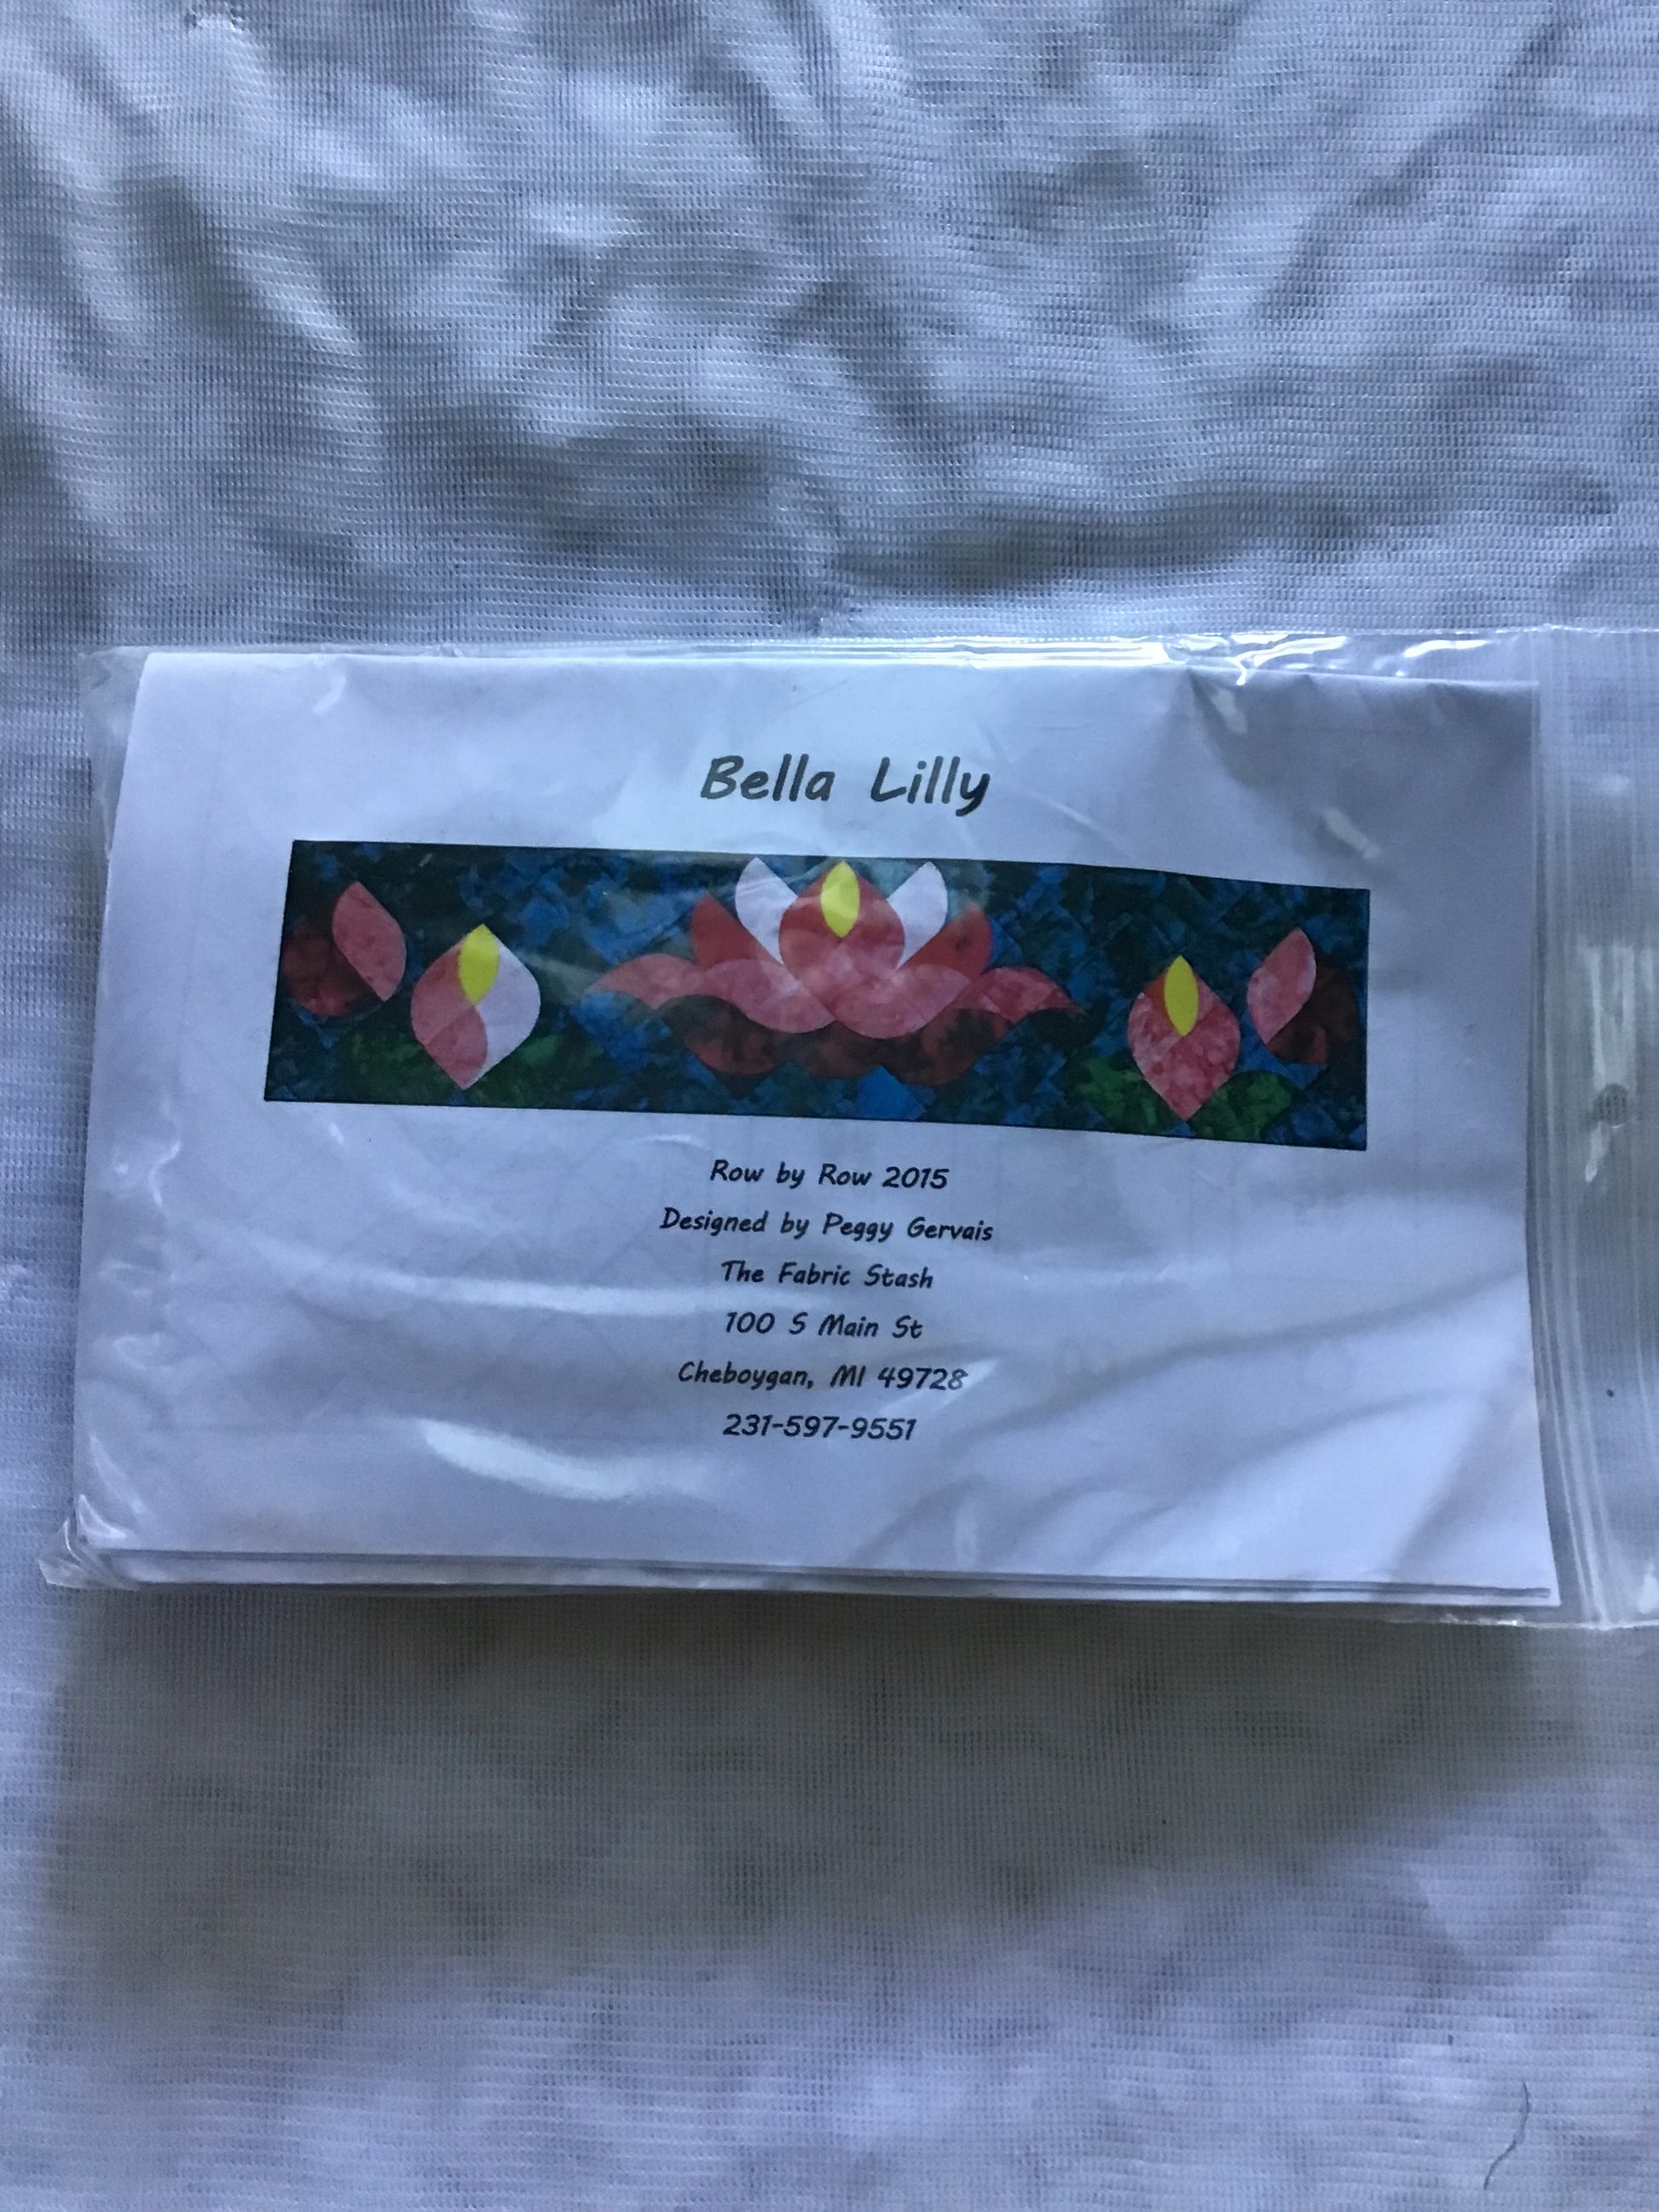 Bella Lilly
Row by Row 2015
Designed by Peggy Gervais
The Fabric Stash
100 S Main St
Cheboygan, MI 49728
231-597-9551